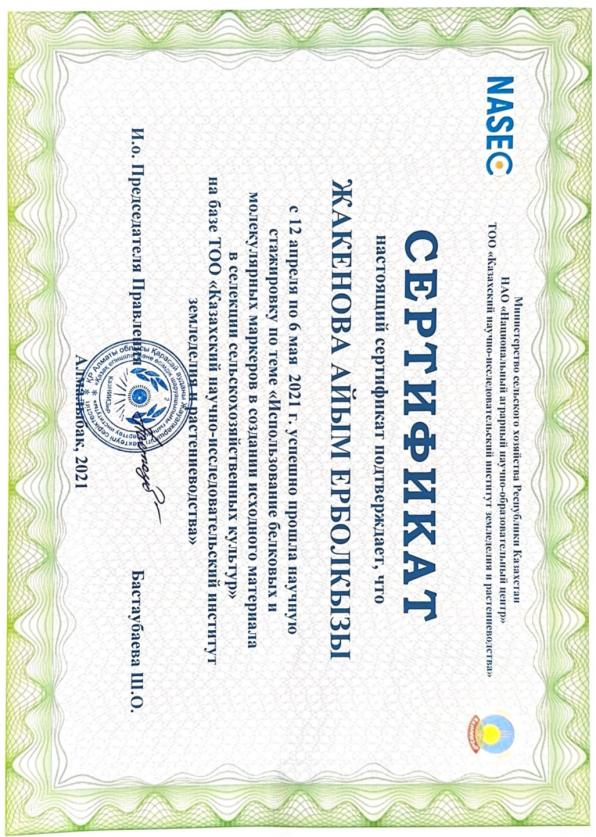 NASEC
Министерство сельского хозяйства Республики Казахстан
НАО «Национальный аграрный научно-образовательный центр»
ТОО «Казахский научно-исследовательский институт земледелия и растениеводства»
СЕРТИФИКАТ
настоящий сертификат подтверждает, что
ЖАКЕНОВА АЙЫМ ЕРБОЛКЫЗЫ
с 12 апреля по 6 мая 2021 г. успешно прошла научную
стажировку по теме «Использование белковых и
молекулярных маркеров в создании исходного материала
в селекции сельскохозяйственных культур»
на базе ТОО «Казахский научно-исследовательский институт
земледелия и растениеводства»
И.о. Председателя Правления
Бастаубаева Ш.О.
Алмалыбак, 2021